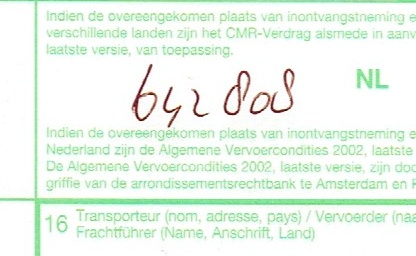 Indien de overeengekomen plaats van inontvangstneming e
verschillende landen zijn het CMR-Verdrag alsmede in aanv
laatste versie, van toepassing.
NL
642808
Indien de overeengekomen plaats van inontvangstneming e
Nederland zijn de Algemene Vervoercondities 2002, laatste
De Algemene Vervoercondities 2002, laatste versie, zijn doo
griffie van de arrondissementsrechtbank te Amsterdam en R
16 Transporteur (nom, adresse, pays) / Vervoerder (naa
Frachtführer (Name, Anschrift, Land)